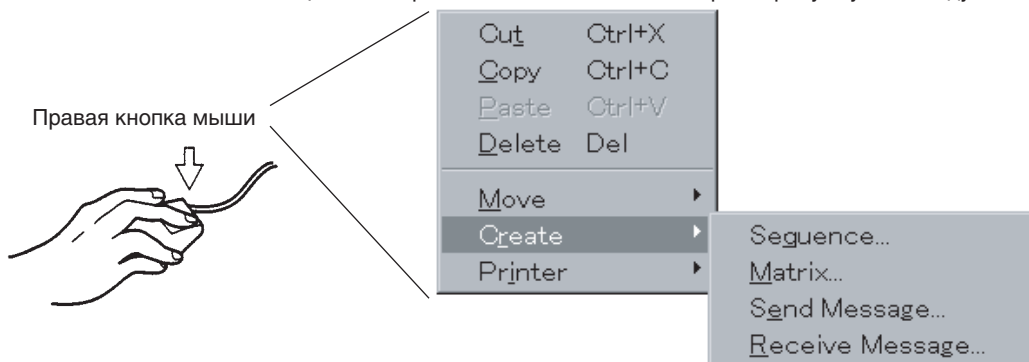 Cut Ctrl+X
Copy Ctrl+C
Paste Ctrl+V
Delete Del
Правая кнопка мыши
Move
Create
Printer
Seguence...
Matrix...
Send Message...
Receive Message...